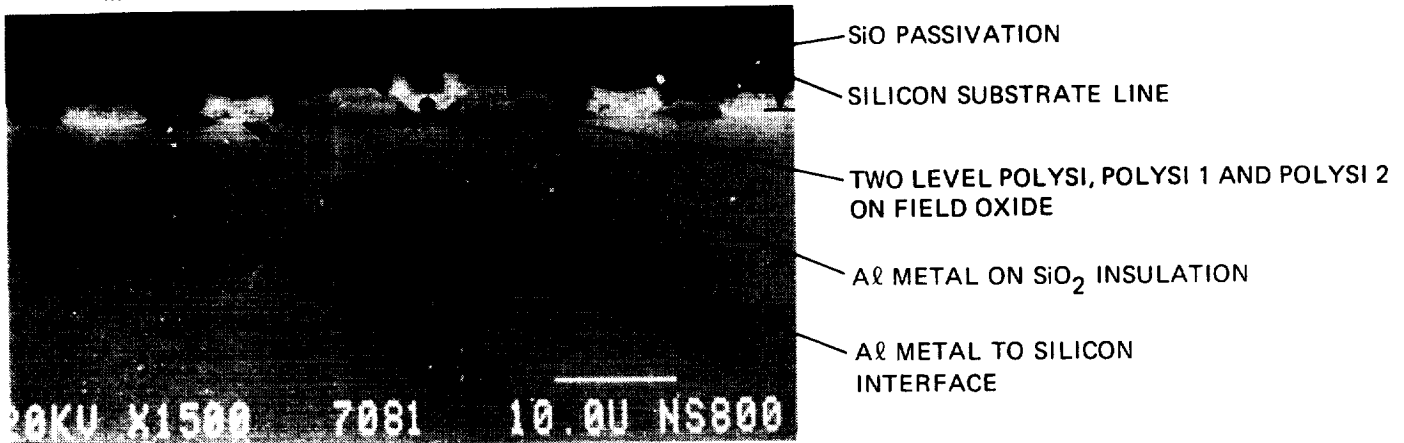 SiO PASSIVATION
SILICON SUBSTRATE LINE
TWO LEVEL POLYSI, POLYSI 1 AND POLYSI 2
ON FIELD OXIDE
Aℓ METAL ON SiO₂ INSULATION
Aℓ METAL TO SILICON
INTERFACE
20KV X1500 7081 10.0U NS800